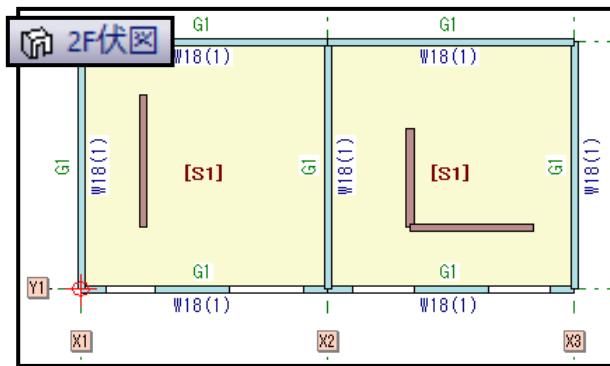 G1 G1
2F伏図
W18(1) W18(1)
G1 W18(1) [S1] G1 W18(1) [S1] G1 W18(1)
G1 G1
Y1
W18(1) W18(1)
X1 X2 X3